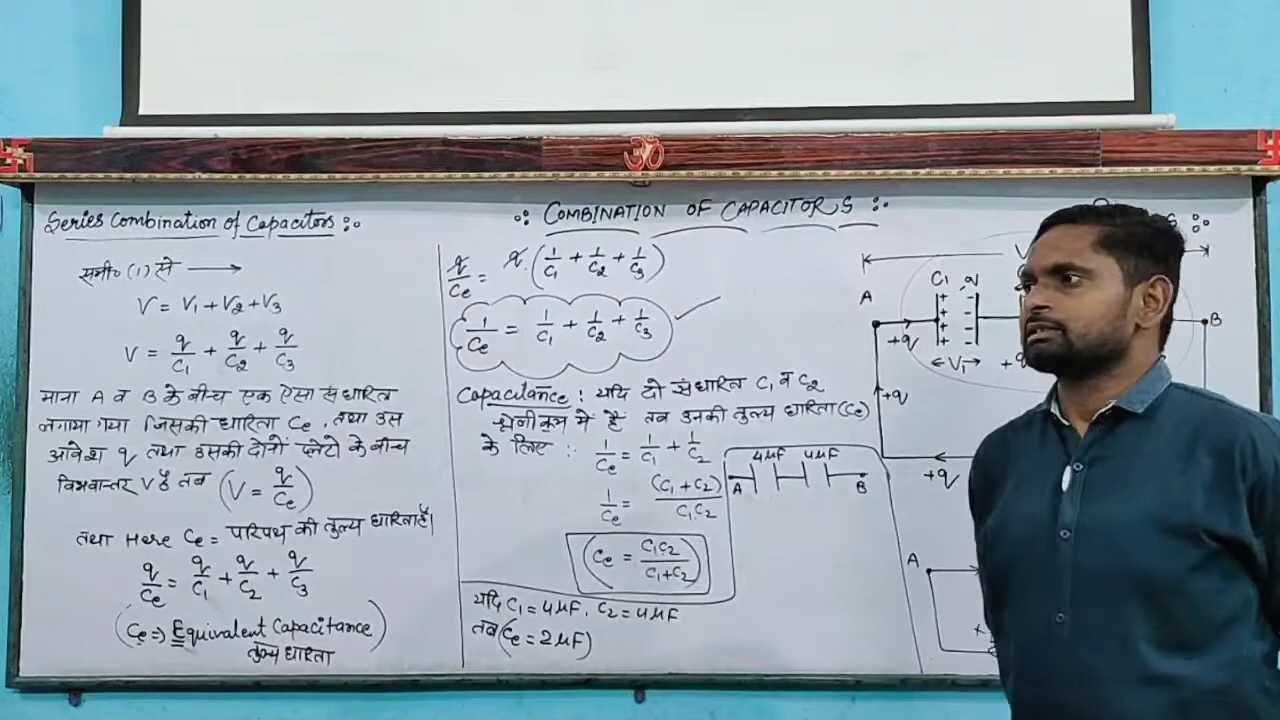 ॐ
Series Combination of Capacitors :•
समी० (1) से ⟶
V = V₁ + V₂ + V₃
V = q/C₁ + q/C₂ + q/C₃
माना A व B के बीच एक ऐसा संधारित्र
लगाया गया जिसकी धारिता Ce , तथा उस
आवेश q तथा उसकी दोनों प्लेटो के बीच
विभवान्तर V है तब (V = q/Ce)
तथा Here Ce = परिपथ की तुल्य धारिता है।
q/Ce = q/C₁ + q/C₂ + q/C₃
(Ce ⇒ Equivalent Capacitance)
तुल्य धारिता
COMBINATION OF CAPACITORS :•
q/Ce = q (1/C₁ + 1/C₂ + 1/C₃)
1/Ce = 1/C₁ + 1/C₂ + 1/C₃
Capacitance : यदि दो संधारित्र C₁ व C₂
श्रेणीक्रम में है तब उनकी तुल्य धारिता (Ce)
के लिए :
1/Ce = 1/C₁ + 1/C₂
1/Ce = (C₁ + C₂)/C₁C₂
(Ce = C₁C₂/C₁+C₂)
4μF 4μF
A B
यदि C₁ = 4μF, C₂ = 4μF
तब (Ce = 2μF)
V
A C₁ B
+ -
+q V₁ +q
+q
+q
A
+